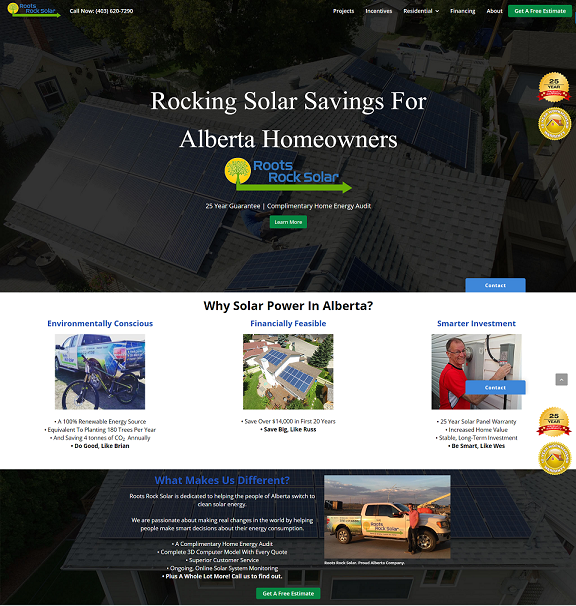 Roots
Rock Solar
Call Now: (403) 620-7290
Projects
Incentives
Residential
Financing
About
Get A Free Estimate
25
YEAR
Rocking Solar Savings For
Alberta Homeowners
Roots
Rock Solar
25 Year Guarantee | Complimentary Home Energy Audit
Learn More
Contact
Why Solar Power In Alberta?
Environmentally Conscious
• A 100% Renewable Energy Source
• Equivalent To Planting 180 Trees Per Year
• And Saving 4 tonnes of CO₂ Annually
• Do Good, Like Brian
Financially Feasible
• Save Over $14,000 in First 20 Years
• Save Big, Like Russ
Smarter Investment
Contact
• 25 Year Solar Panel Warranty
• Increased Home Value
• Stable, Long-Term Investment
• Be Smart, Like Wes
25
YEAR
What Makes Us Different?
Roots Rock Solar is dedicated to helping the people of Alberta switch to
clean solar energy.
We are passionate about making real changes in the world by helping
people make smart decisions about their energy consumption.
• A Complimentary Home Energy Audit
• Complete 3D Computer Model With Every Quote
• Superior Customer Service
• Ongoing, Online Solar System Monitoring
• Plus A Whole Lot More! Call us to find out.
Roots
Rock Solar
Roots Rock Solar. Proud Alberta Company.
Get A Free Estimate